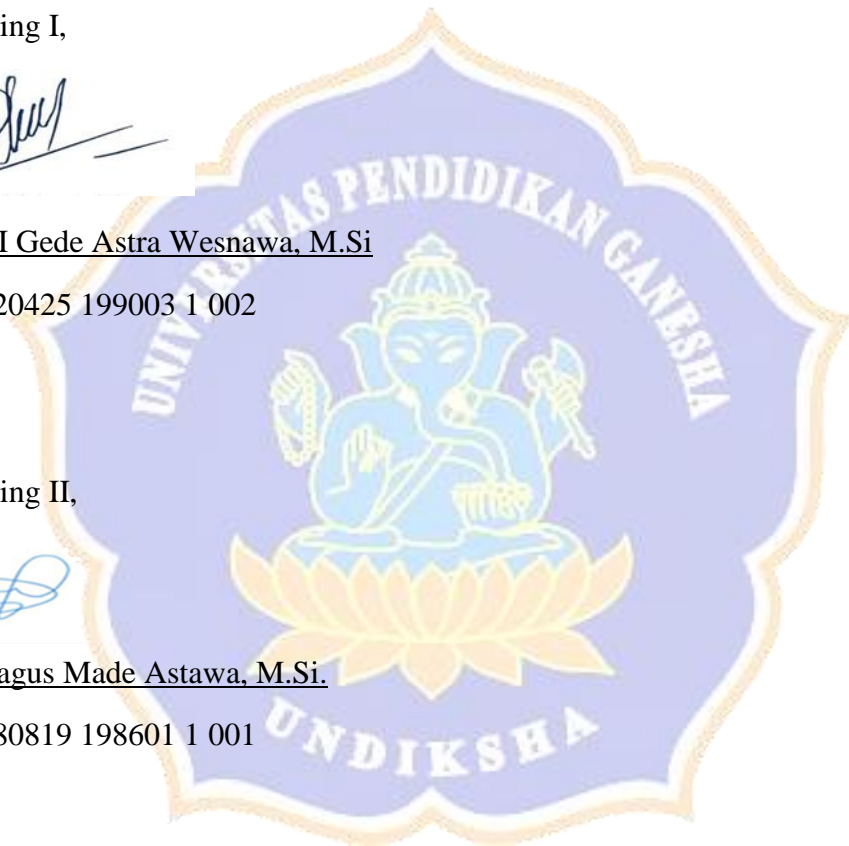 ing I,
UNIVERSITAS PENDIDIKAN GANESHA
I Gede Astra Wesnawa, M.Si
20425 199003 1 002
ing II,
agus Made Astawa, M.Si.
80819 198601 1 001
UNDIKSHA